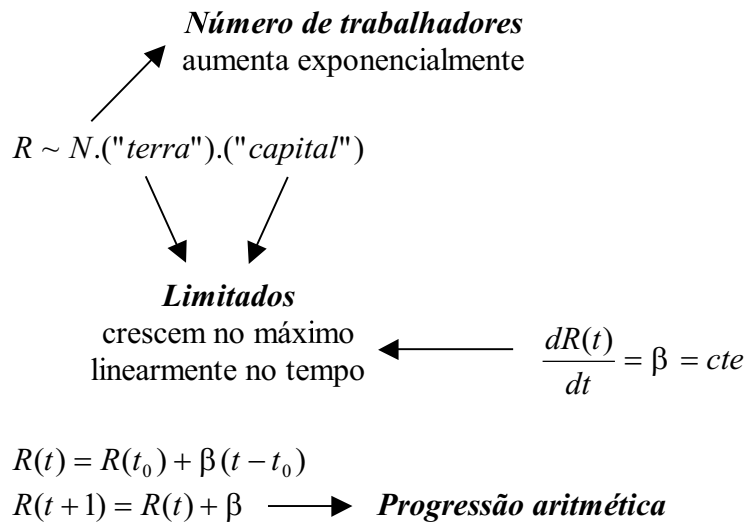 Número de trabalhadores
aumenta exponencialmente
R ~ N.("terra").("capital")
Limitados
crescem no máximo
linearmente no tempo
dR(t)/dt = β = cte
R(t) = R(t₀) + β(t − t₀)
R(t + 1) = R(t) + β → Progressão aritmética